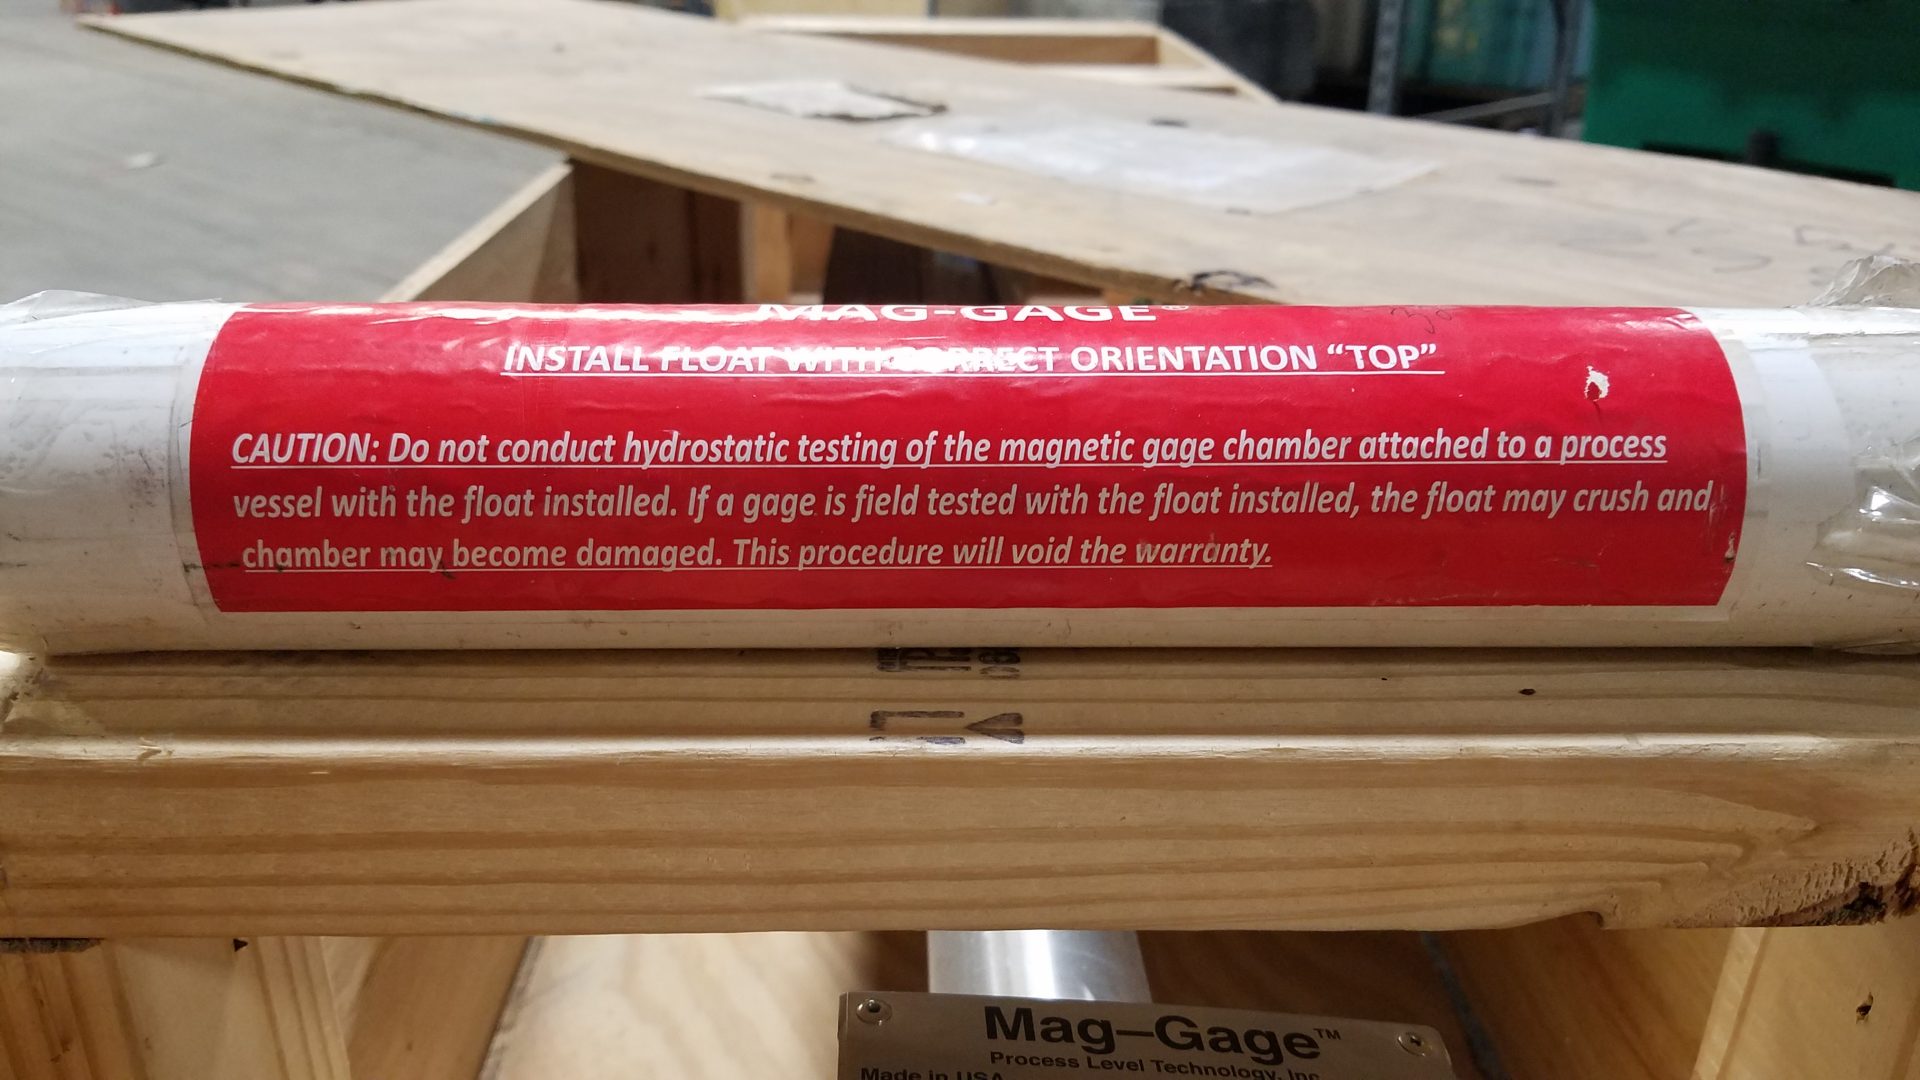 MAG-GAGE®
INSTALL FLOAT WITH CORRECT ORIENTATION “TOP”
CAUTION: Do not conduct hydrostatic testing of the magnetic gage chamber attached to a process
vessel with the float installed. If a gage is field tested with the float installed, the float may crush and
chamber may become damaged. This procedure will void the warranty.
Mag–Gage™
Process Level Technology, Inc
Made in USA